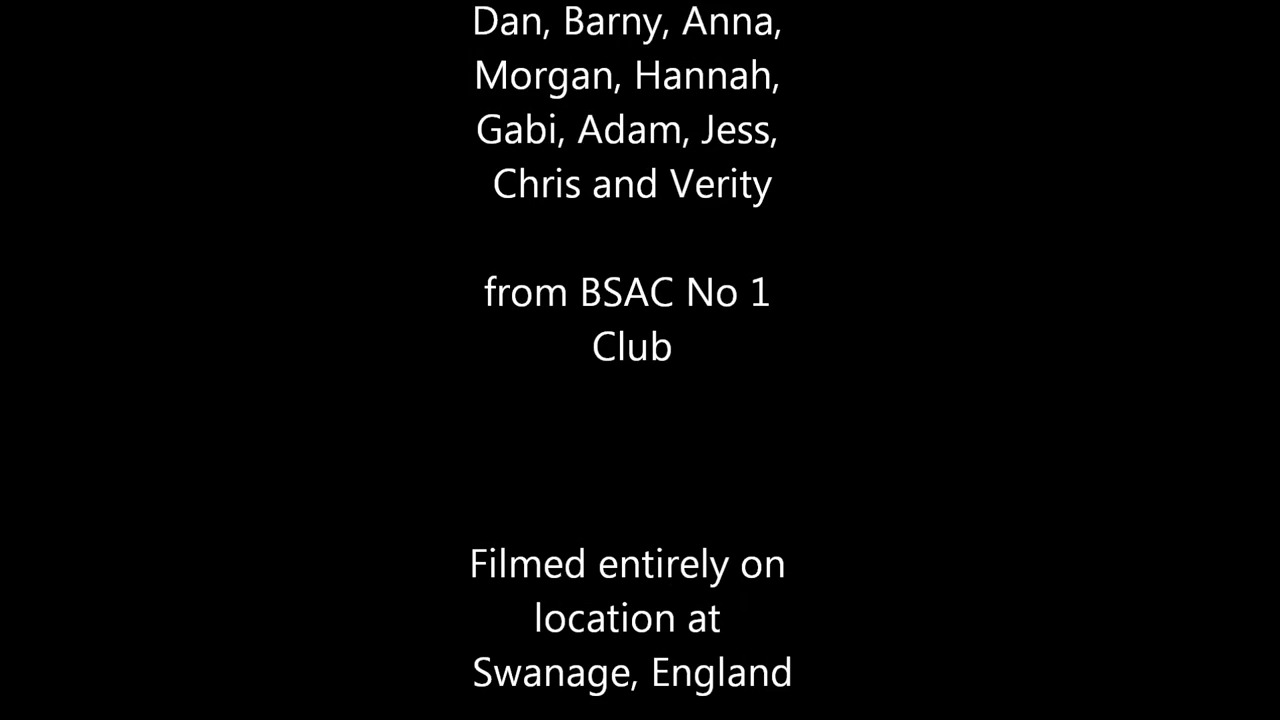 Dan, Barny, Anna,
Morgan, Hannah,
Gabi, Adam, Jess,
Chris and Verity
from BSAC No 1
Club
Filmed entirely on
location at
Swanage, England